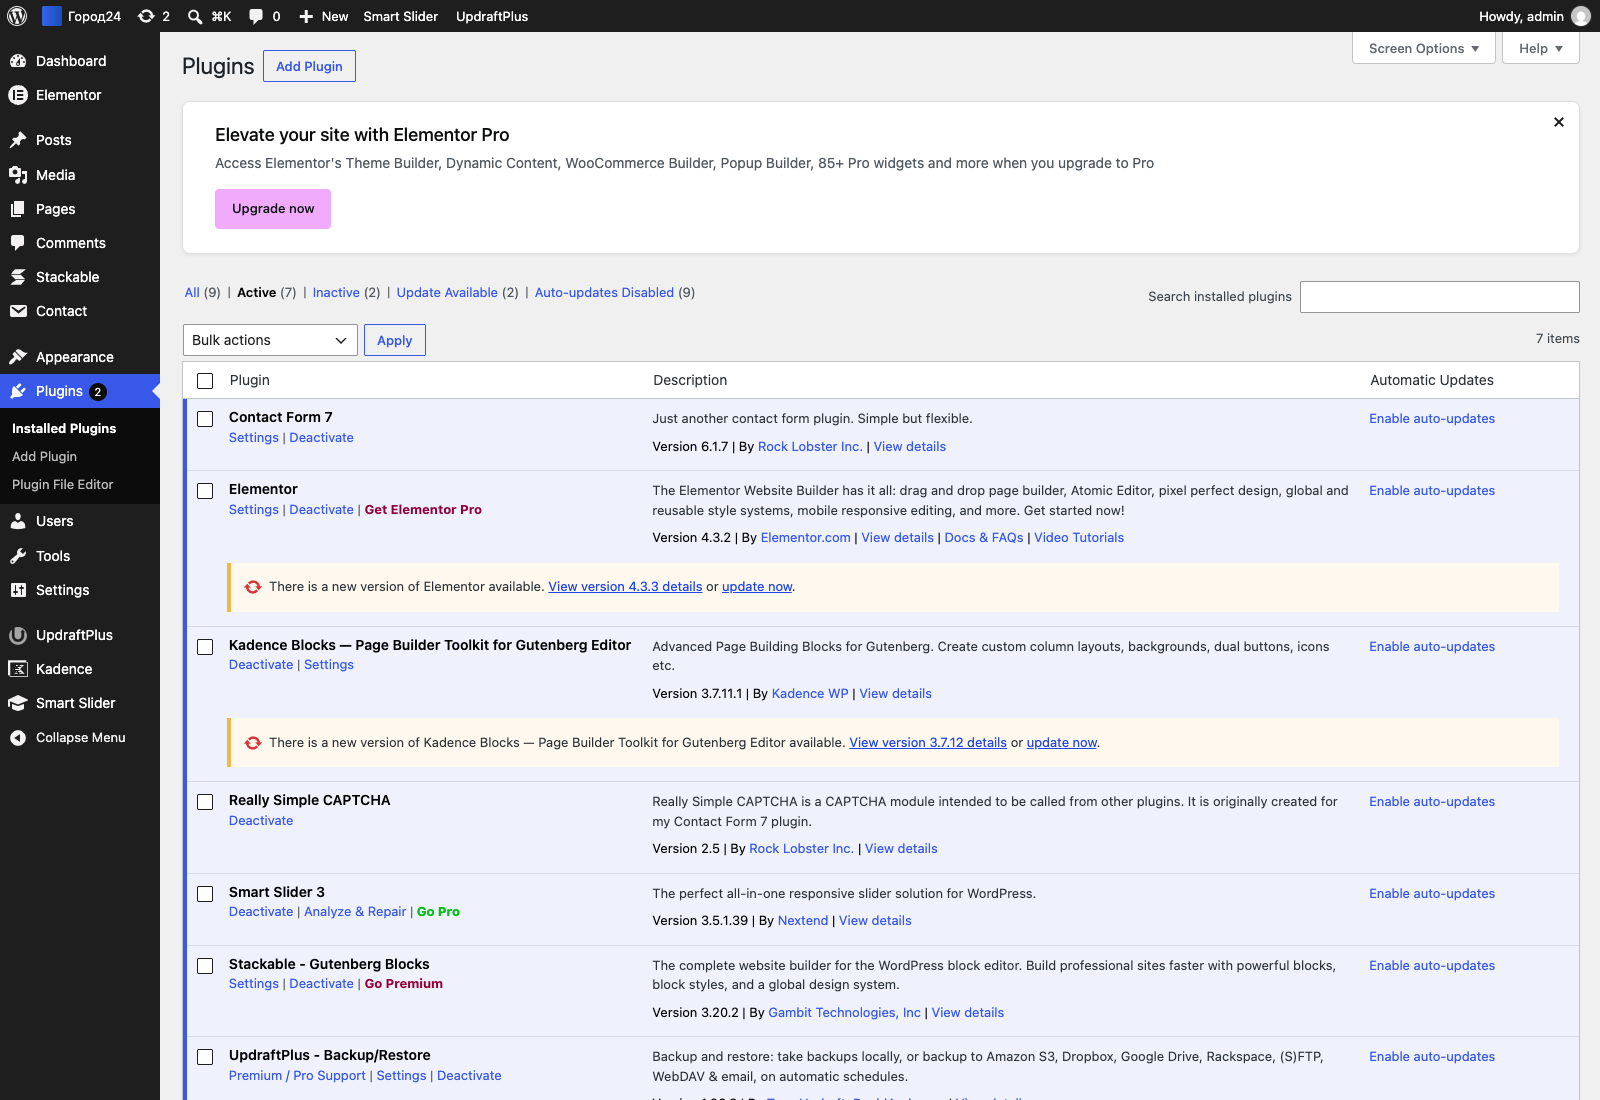 Город24 2 ⌘K 0 New Smart Slider UpdraftPlus Howdy, admin
Dashboard
Elementor
Posts
Media
Pages
Comments
Stackable
Contact
Appearance
Plugins 2
Installed Plugins
Add Plugin
Plugin File Editor
Users
Tools
Settings
UpdraftPlus
Kadence
Smart Slider
Collapse Menu
Screen Options Help
Plugins Add Plugin
Elevate your site with Elementor Pro
Access Elementor's Theme Builder, Dynamic Content, WooCommerce Builder, Popup Builder, 85+ Pro widgets and more when you upgrade to Pro
Upgrade now
All (9) | Active (7) | Inactive (2) | Update Available (2) | Auto-updates Disabled (9)
Search installed plugins
Bulk actions Apply
7 items
Plugin Description Automatic Updates
Contact Form 7
Settings | Deactivate
Just another contact form plugin. Simple but flexible.
Version 6.1.7 | By Rock Lobster Inc. | View details
Enable auto-updates
Elementor
Settings | Deactivate | Get Elementor Pro
The Elementor Website Builder has it all: drag and drop page builder, Atomic Editor, pixel perfect design, global and
reusable style systems, mobile responsive editing, and more. Get started now!
Version 4.3.2 | By Elementor.com | View details | Docs & FAQs | Video Tutorials
Enable auto-updates
There is a new version of Elementor available. View version 4.3.3 details or update now.
Kadence Blocks — Page Builder Toolkit for Gutenberg Editor
Deactivate | Settings
Advanced Page Building Blocks for Gutenberg. Create custom column layouts, backgrounds, dual buttons, icons
etc.
Version 3.7.11.1 | By Kadence WP | View details
Enable auto-updates
There is a new version of Kadence Blocks — Page Builder Toolkit for Gutenberg Editor available. View version 3.7.12 details or update now.
Really Simple CAPTCHA
Deactivate
Really Simple CAPTCHA is a CAPTCHA module intended to be called from other plugins. It is originally created for
my Contact Form 7 plugin.
Version 2.5 | By Rock Lobster Inc. | View details
Enable auto-updates
Smart Slider 3
Deactivate | Analyze & Repair | Go Pro
The perfect all-in-one responsive slider solution for WordPress.
Version 3.5.1.39 | By Nextend | View details
Enable auto-updates
Stackable - Gutenberg Blocks
Settings | Deactivate | Go Premium
The complete website builder for the WordPress block editor. Build professional sites faster with powerful blocks,
block styles, and a global design system.
Version 3.20.2 | By Gambit Technologies, Inc | View details
Enable auto-updates
UpdraftPlus - Backup/Restore
Premium / Pro Support | Settings | Deactivate
Backup and restore: take backups locally, or backup to Amazon S3, Dropbox, Google Drive, Rackspace, (S)FTP,
WebDAV & email, on automatic schedules.
Enable auto-updates